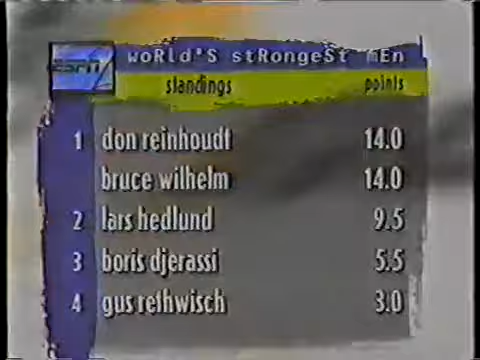 ESPN woRld'S stRongeSt mEn
standings points
1 don reinhoudt 14.0
bruce wilhelm 14.0
2 lars hedlund 9.5
3 boris djerassi 5.5
4 gus rethwisch 3.0